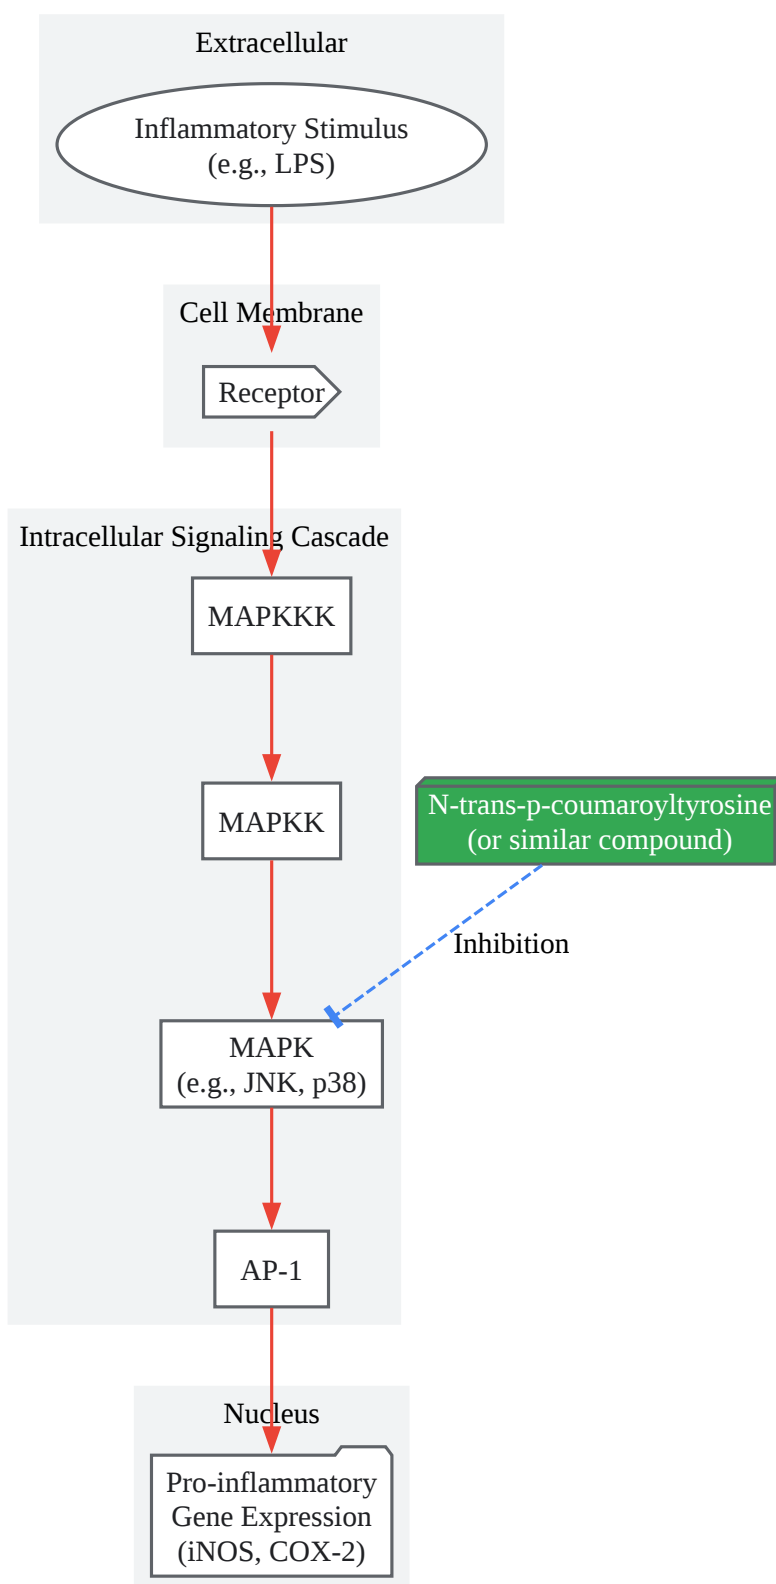 Extracellular
Inflammatory Stimulus
(e.g., LPS)
Cell Membrane
Receptor
Intracellular Signaling Cascade
MAPKKK
MAPKK
N-trans-p-coumaroyltyrosine
(or similar compound)
Inhibition
MAPK
(e.g., JNK, p38)
AP-1
Nucleus
Pro-inflammatory
Gene Expression
(iNOS, COX-2)